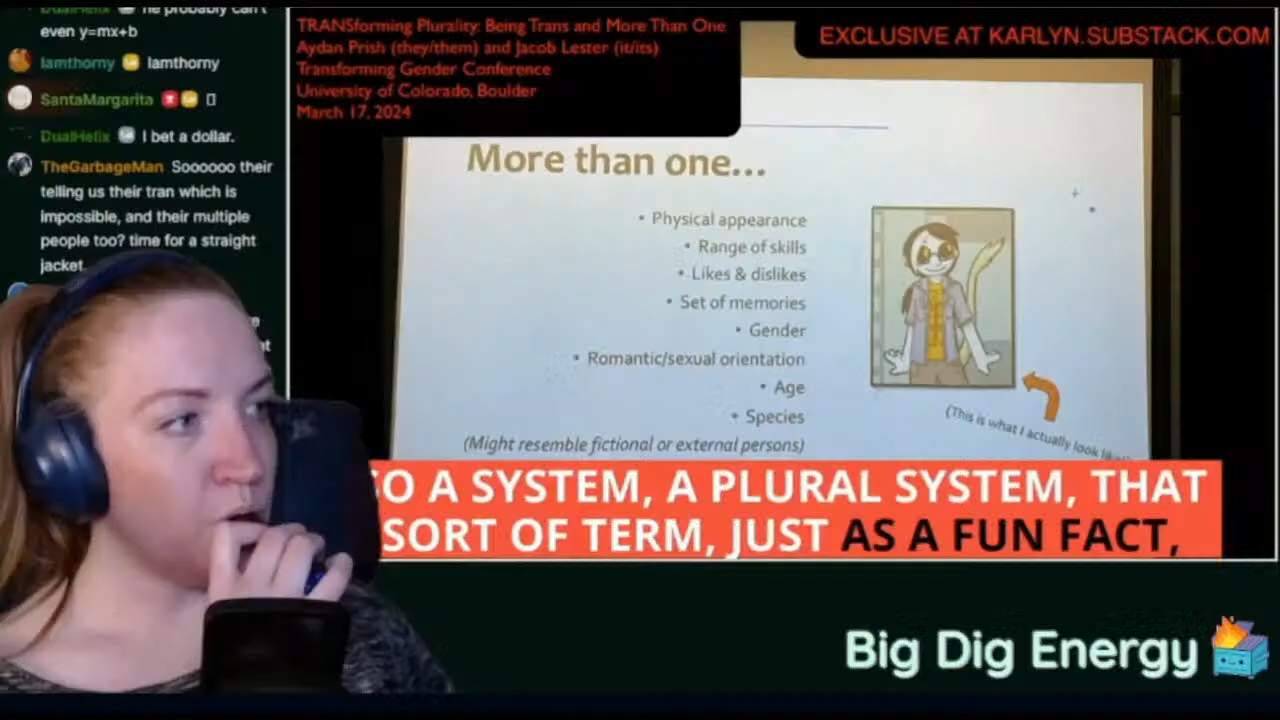 DualHelix he probably can't
even y=mx+b
Iamthorny Iamthorny
SantaMargarita
DualHelix I bet a dollar.
TheGarbageMan Soooooo their
telling us their tran which is
impossible, and their multiple
people too? time for a straight
jacket.
TRANSforming Plurality: Being Trans and More Than One
Aydan Prish (they/them) and Jacob Lester (it/its)
Transforming Gender Conference
University of Colorado, Boulder
March 17, 2024
EXCLUSIVE AT KARLYN.SUBSTACK.COM
More than one...
• Physical appearance
• Range of skills
• Likes & dislikes
• Set of memories
• Gender
• Romantic/sexual orientation
• Age
• Species
(Might resemble fictional or external persons)
(This is what I actually look like!)
SO A SYSTEM, A PLURAL SYSTEM, THAT
SORT OF TERM, JUST AS A FUN FACT,
Big Dig Energy